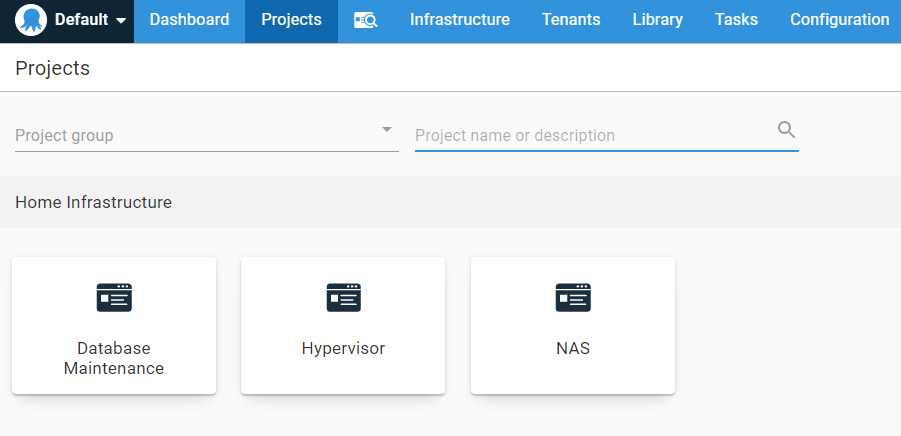 Default Dashboard Projects Infrastructure Tenants Library Tasks Configuration
Projects
Project group Project name or description
Home Infrastructure
Database
Maintenance
Hypervisor
NAS